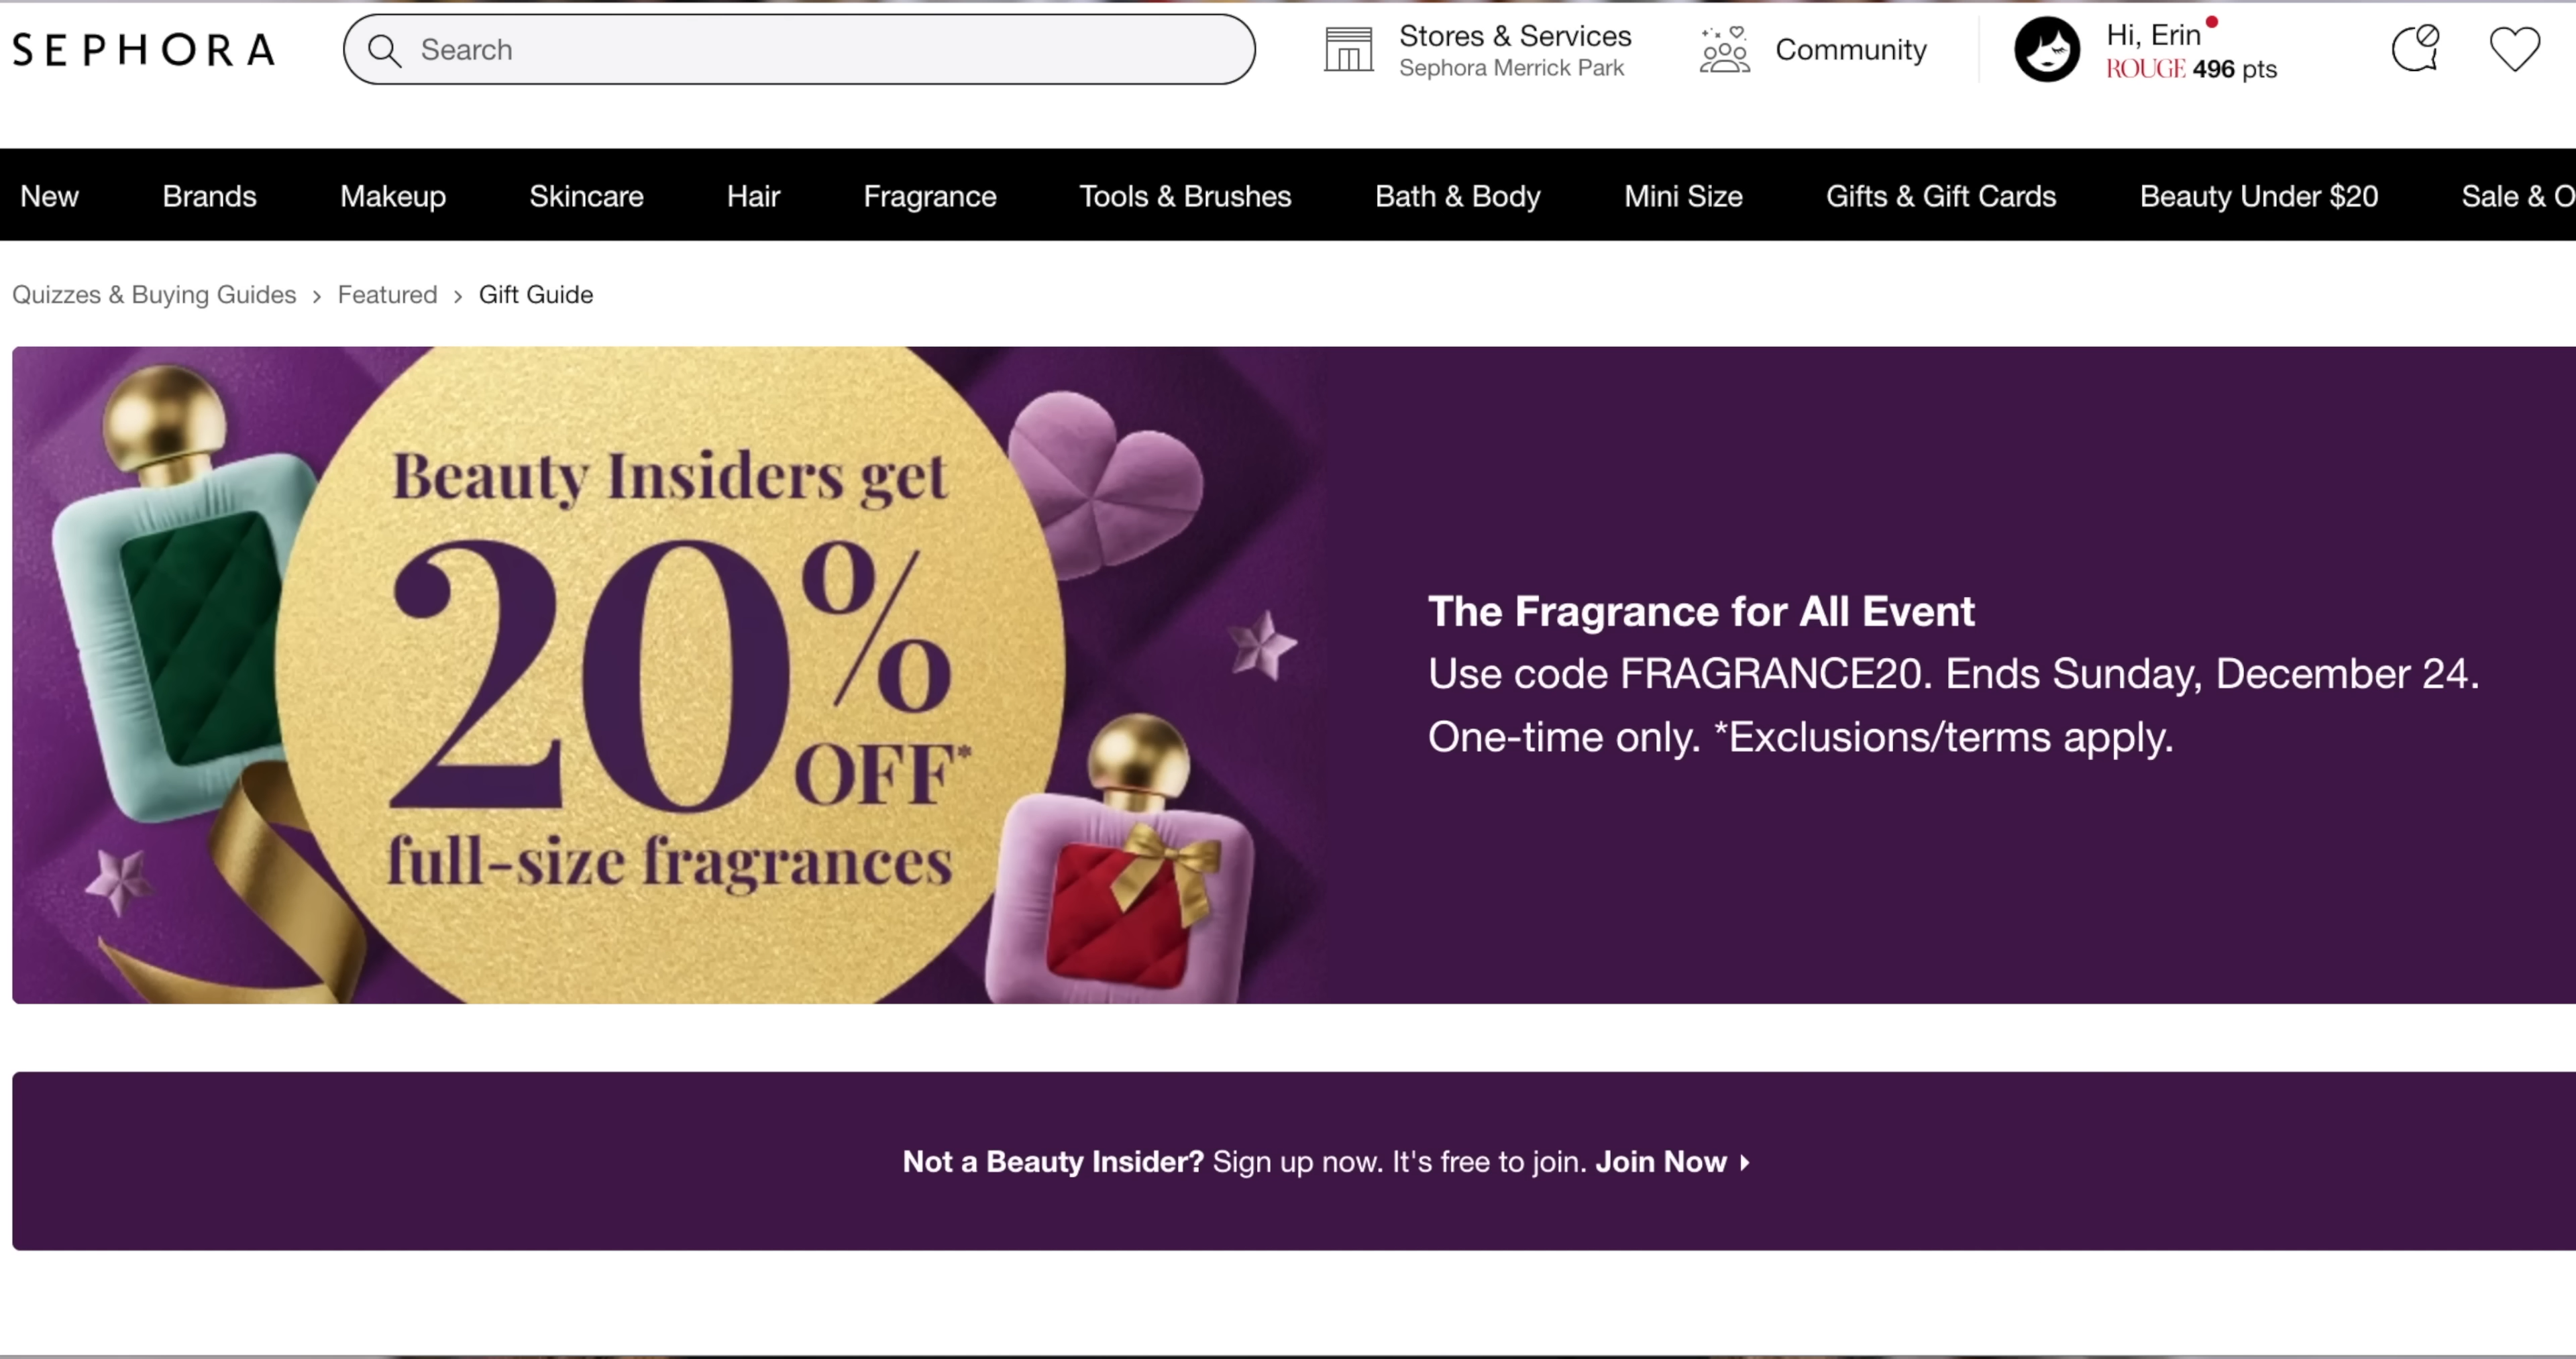 SEPHORA
Search
Stores & Services
Sephora Merrick Park
Community
Hi, Erin
ROUGE 496 pts
New Brands Makeup Skincare Hair Fragrance Tools & Brushes Bath & Body Mini Size Gifts & Gift Cards Beauty Under $20 Sale & O
Quizzes & Buying Guides > Featured > Gift Guide
Beauty Insiders get
20%
OFF*
full-size fragrances
The Fragrance for All Event
Use code FRAGRANCE20. Ends Sunday, December 24.
One-time only. *Exclusions/terms apply.
Not a Beauty Insider? Sign up now. It's free to join. Join Now